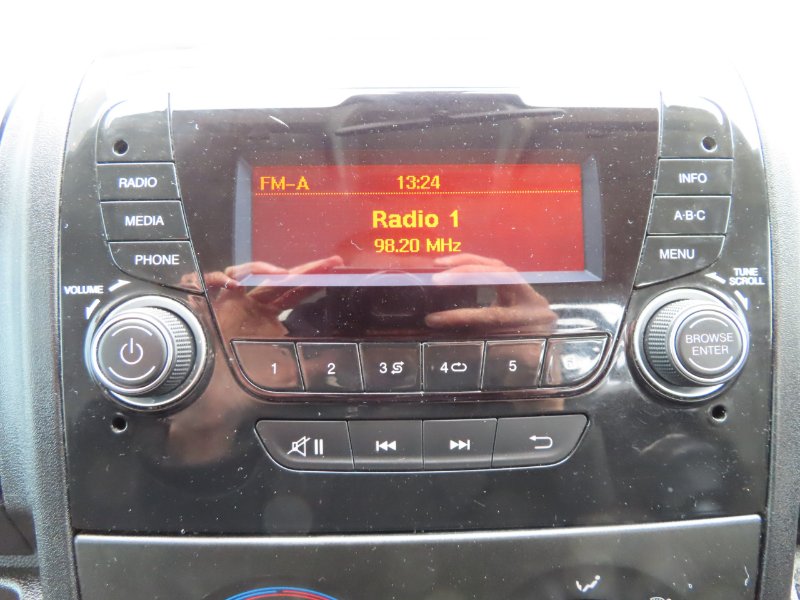 FM-A 13:24
Radio 1
98.20 MHz
RADIO
MEDIA
PHONE
VOLUME
INFO
A·B·C
MENU
TUNE
SCROLL
BROWSE
ENTER
1 2 3 4 5 6